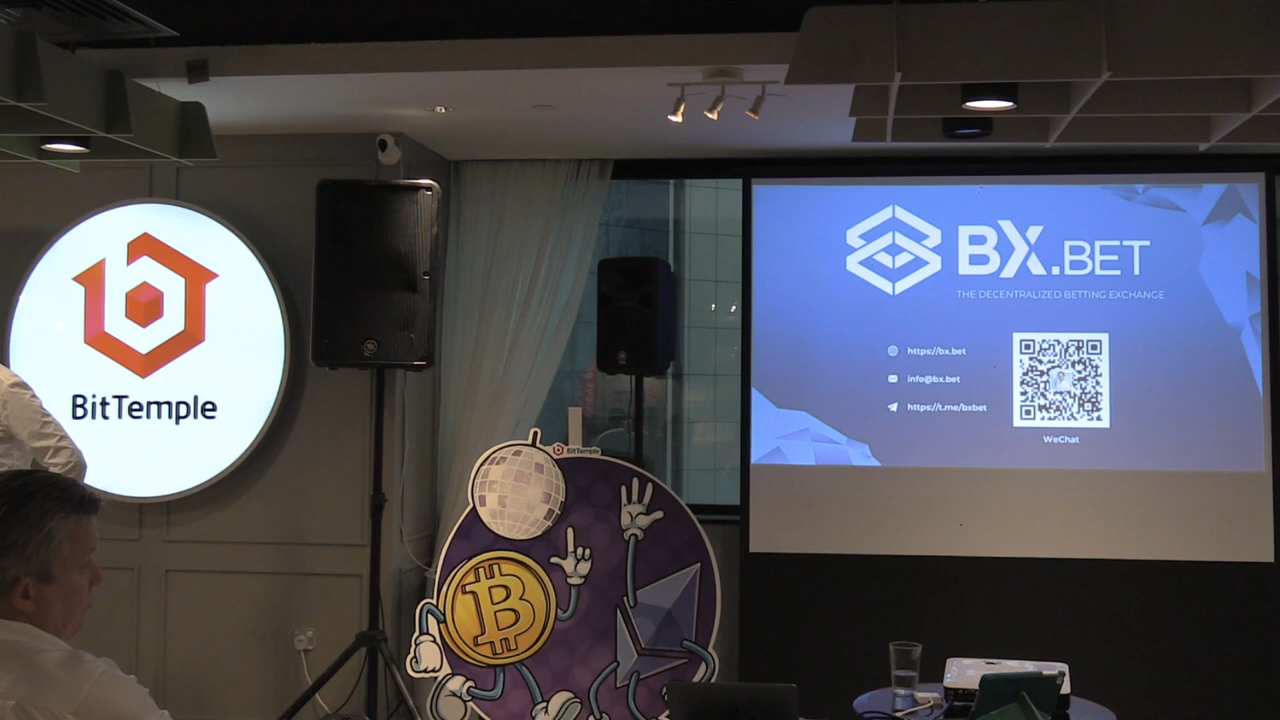 BitTemple
BitTemple
BX.BET
THE DECENTRALIZED BETTING EXCHANGE
https://bx.bet
info@bx.bet
https://t.me/bxbet
WeChat